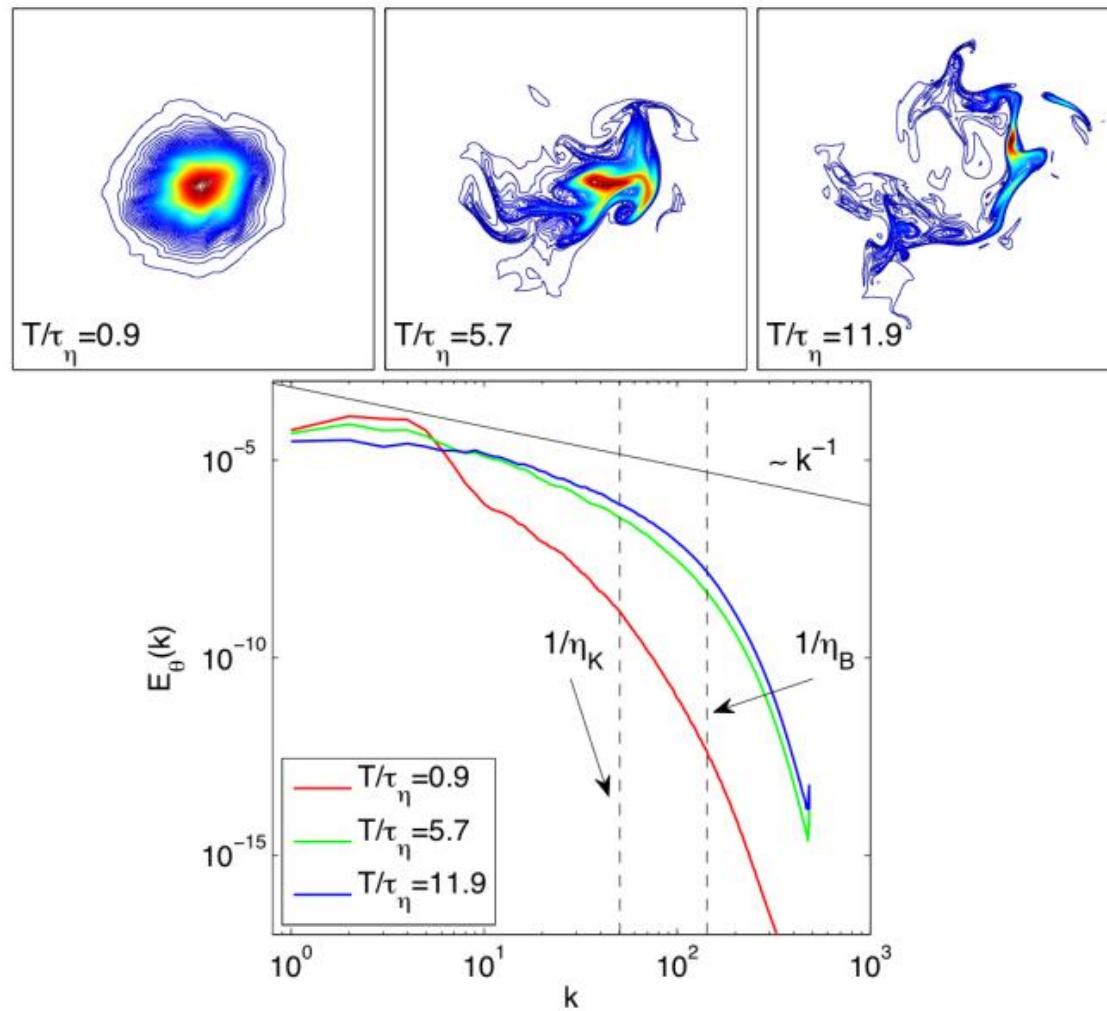 T/τη=0.9
T/τη=5.7
T/τη=11.9
10⁻⁵
10⁻¹⁰
10⁻¹⁵
Eθ(k)
~ k⁻¹
1/ηK
1/ηB
T/τη=0.9
T/τη=5.7
T/τη=11.9
10⁰
10¹
10²
10³
k